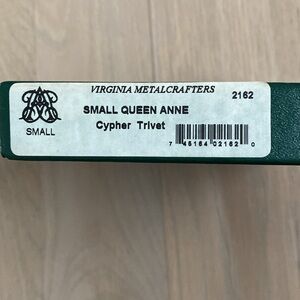 VIRGINIA METALCRAFTERS
2162
SMALL QUEEN ANNE
Cypher Trivet
SMALL
7 45164 02162 0